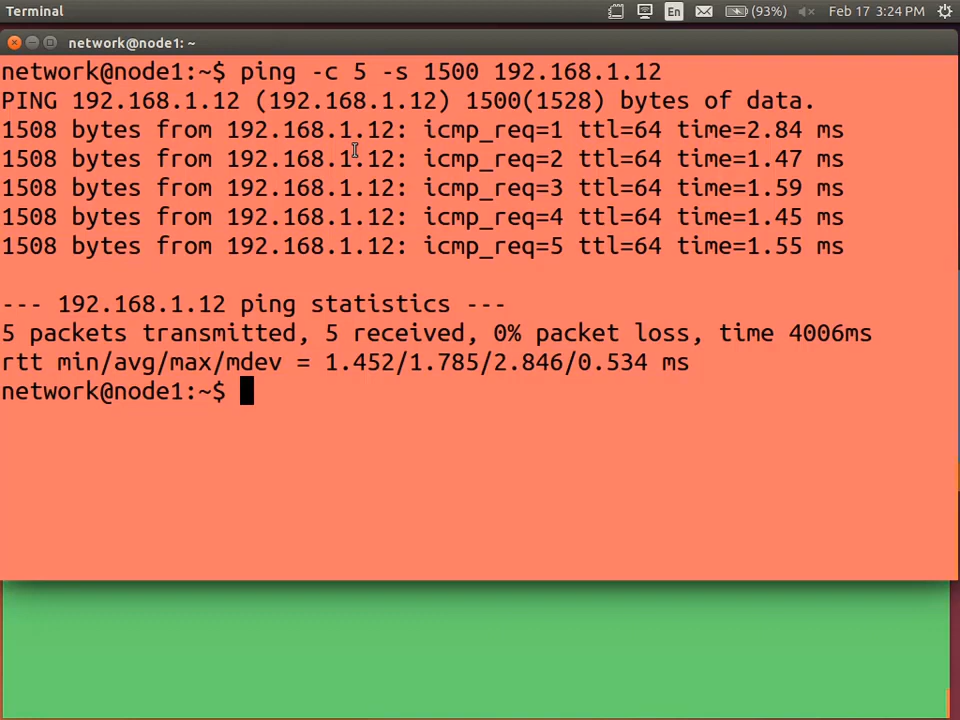 Terminal
En
(93%)
Feb 17 3:24 PM
network@node1: ~
network@node1:~$ ping -c 5 -s 1500 192.168.1.12
PING 192.168.1.12 (192.168.1.12) 1500(1528) bytes of data.
1508 bytes from 192.168.1.12: icmp_req=1 ttl=64 time=2.84 ms
1508 bytes from 192.168.1.12: icmp_req=2 ttl=64 time=1.47 ms
1508 bytes from 192.168.1.12: icmp_req=3 ttl=64 time=1.59 ms
1508 bytes from 192.168.1.12: icmp_req=4 ttl=64 time=1.45 ms
1508 bytes from 192.168.1.12: icmp_req=5 ttl=64 time=1.55 ms
--- 192.168.1.12 ping statistics ---
5 packets transmitted, 5 received, 0% packet loss, time 4006ms
rtt min/avg/max/mdev = 1.452/1.785/2.846/0.534 ms
network@node1:~$